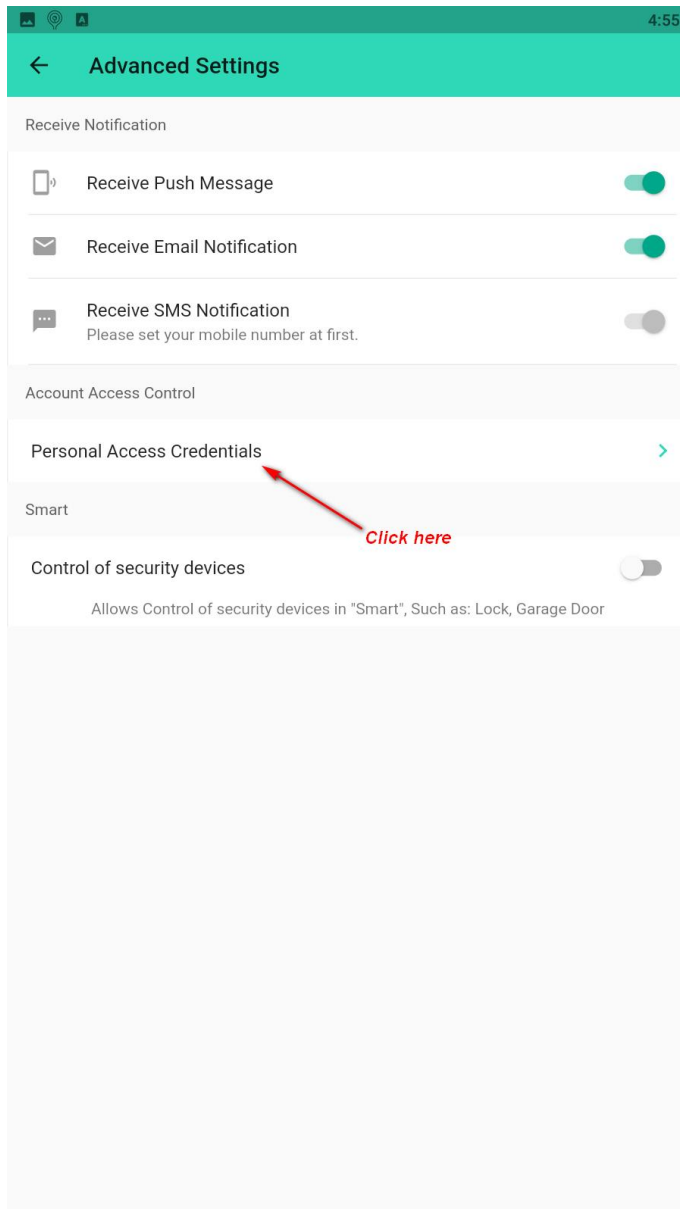 4:55
Advanced Settings
Receive Notification
Receive Push Message
Receive Email Notification
Receive SMS Notification
Please set your mobile number at first.
Account Access Control
Personal Access Credentials
Smart
Click here
Control of security devices
Allows Control of security devices in "Smart", Such as: Lock, Garage Door